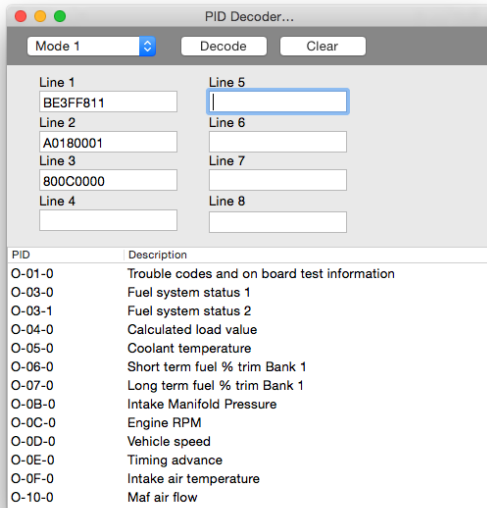 PID Decoder...
Mode 1 Decode Clear
Line 1 Line 5
BE3FF811
Line 2 Line 6
A0180001
Line 3 Line 7
800C0000
Line 4 Line 8
PID Description
O-01-0 Trouble codes and on board test information
O-03-0 Fuel system status 1
O-03-1 Fuel system status 2
O-04-0 Calculated load value
O-05-0 Coolant temperature
O-06-0 Short term fuel % trim Bank 1
O-07-0 Long term fuel % trim Bank 1
O-0B-0 Intake Manifold Pressure
O-0C-0 Engine RPM
O-0D-0 Vehicle speed
O-0E-0 Timing advance
O-0F-0 Intake air temperature
O-10-0 Maf air flow